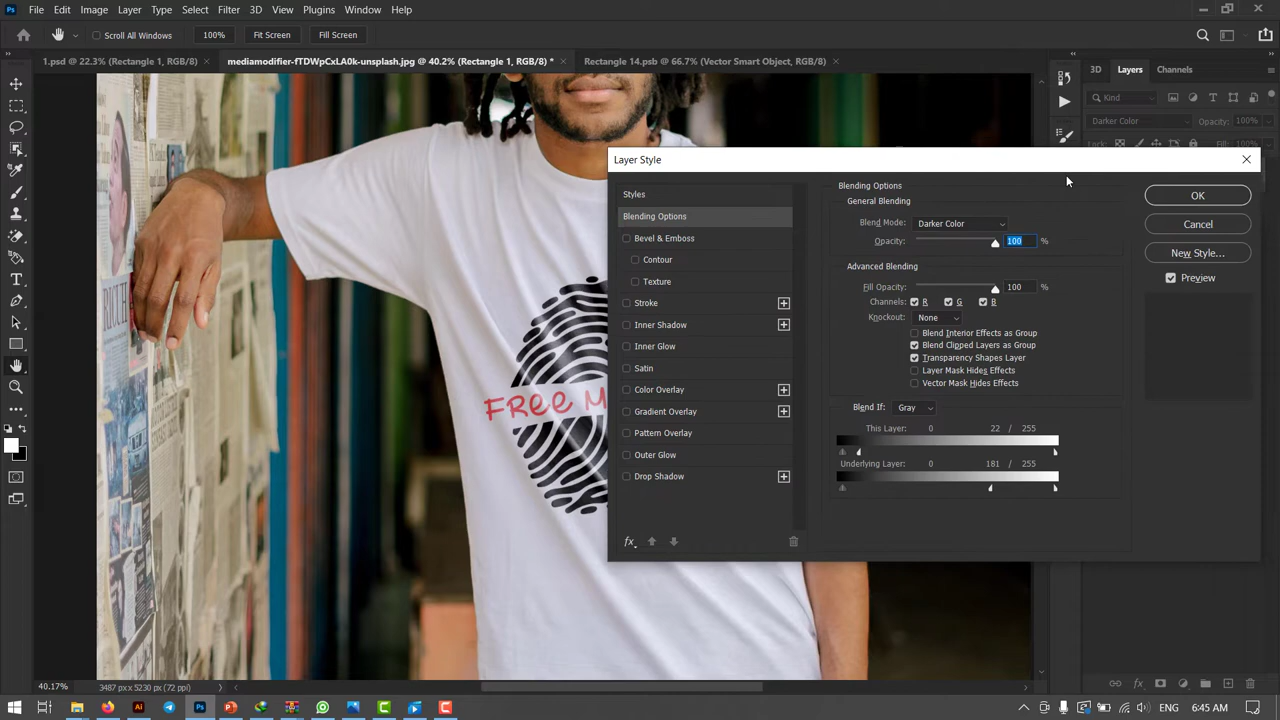 File Edit Image Layer Type Select Filter 3D View Plugins Window Help
Scroll All Windows 100% Fit Screen Fill Screen
1.psd @ 22.3% (Rectangle 1, RGB/8) × mediamodifier-fTDWpCxLA0k-unsplash.jpg @ 40.2% (Rectangle 1, RGB/8) * × Rectangle 14.psb @ 66.7% (Vector Smart Object, RGB/8) ×
3D Layers Channels
Kind
Darker Color Opacity: 100%
Lock: Fill: 100%
Layer Style
Styles
Blending Options
Bevel & Emboss
Contour
Texture
Stroke
Inner Shadow
Inner Glow
Satin
Color Overlay
Gradient Overlay
Pattern Overlay
Outer Glow
Drop Shadow
fx
Blending Options
General Blending
Blend Mode: Darker Color
Opacity: 100 %
Advanced Blending
Fill Opacity: 100 %
Channels: R G B
Knockout: None
Blend Interior Effects as Group
Blend Clipped Layers as Group
Transparency Shapes Layer
Layer Mask Hides Effects
Vector Mask Hides Effects
Blend If: Gray
This Layer: 0 22 / 255
Underlying Layer: 0 181 / 255
OK
Cancel
New Style...
Preview
RICH
FREE M
40.17% 3487 px x 5230 px (72 ppi)
ENG 6:45 AM